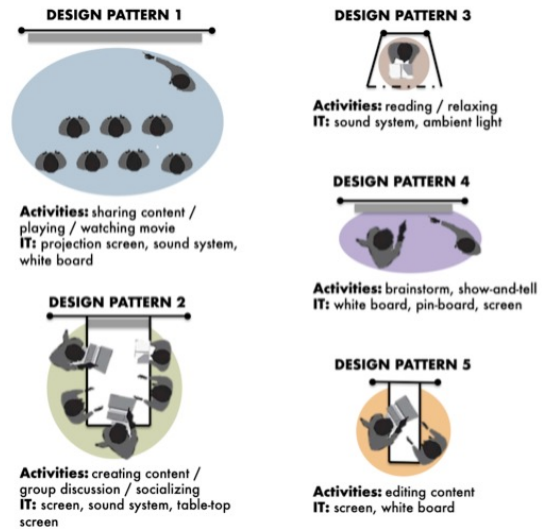 DESIGN PATTERN 1
Activities: sharing content /
playing / watching movie
IT: projection screen, sound system,
white board
DESIGN PATTERN 2
Activities: creating content /
group discussion / socializing
IT: screen, sound system, table-top
screen
DESIGN PATTERN 3
Activities: reading / relaxing
IT: sound system, ambient light
DESIGN PATTERN 4
Activities: brainstorm, show-and-tell
IT: white board, pin-board, screen
DESIGN PATTERN 5
Activities: editing content
IT: screen, white board